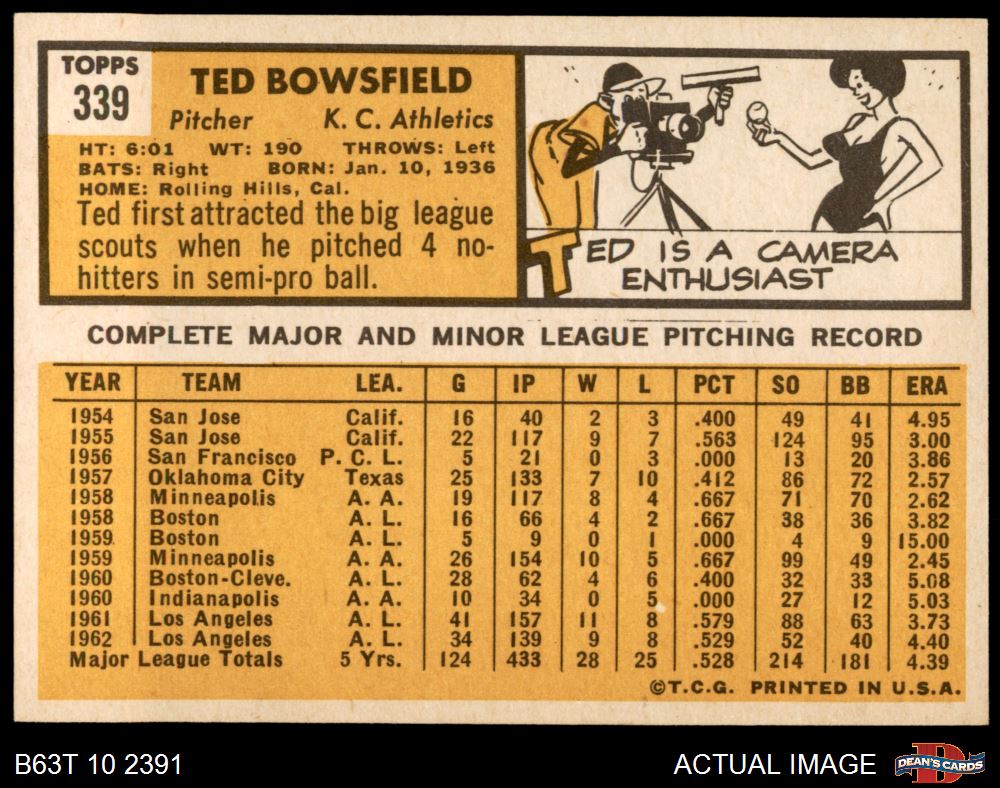 TOPPS
339
TED BOWSFIELD
Pitcher K. C. Athletics
HT: 6:01 WT: 190 THROWS: Left
BATS: Right BORN: Jan. 10, 1936
HOME: Rolling Hills, Cal.
Ted first attracted the big league
scouts when he pitched 4 no-
hitters in semi-pro ball.
TED IS A CAMERA
ENTHUSIAST
COMPLETE MAJOR AND MINOR LEAGUE PITCHING RECORD
YEAR TEAM LEA. G IP W L PCT SO BB ERA
1954 San Jose Calif. 16 40 2 3 .400 49 41 4.95
1955 San Jose Calif. 22 117 9 7 .563 124 95 3.00
1956 San Francisco P. C. L. 5 21 0 3 .000 13 20 3.86
1957 Oklahoma City Texas 25 133 7 10 .412 86 72 2.57
1958 Minneapolis A. A. 19 117 8 4 .667 71 70 2.62
1958 Boston A. L. 16 66 4 2 .667 38 36 3.82
1959 Boston A. L. 5 9 0 1 .000 4 9 15.00
1959 Minneapolis A. A. 26 154 10 5 .667 99 49 2.45
1960 Boston-Cleve. A. L. 28 62 4 6 .400 32 33 5.08
1960 Indianapolis A. A. 10 34 0 5 .000 27 12 5.03
1961 Los Angeles A. L. 41 157 11 8 .579 88 63 3.73
1962 Los Angeles A. L. 34 139 9 8 .529 52 40 4.40
Major League Totals 5 Yrs. 124 433 28 25 .528 214 181 4.39
©T.C.G. PRINTED IN U.S.A.
B63T 10 2391 ACTUAL IMAGE
D
DEAN'S CARDS